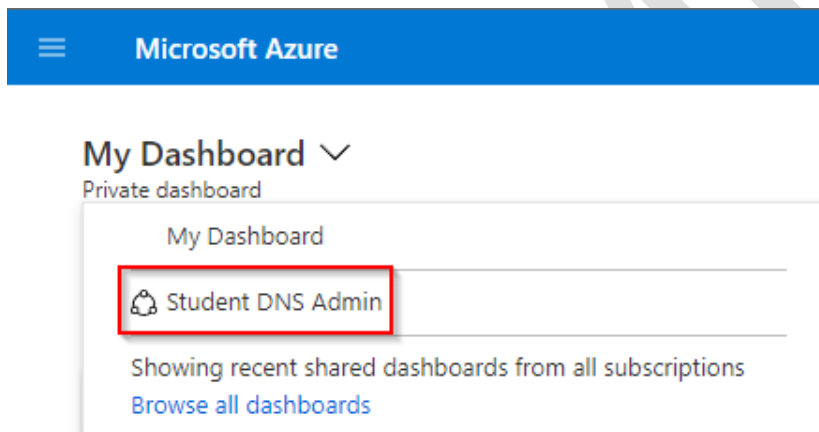 Microsoft Azure
My Dashboard
Private dashboard
My Dashboard
Student DNS Admin
Showing recent shared dashboards from all subscriptions
Browse all dashboards